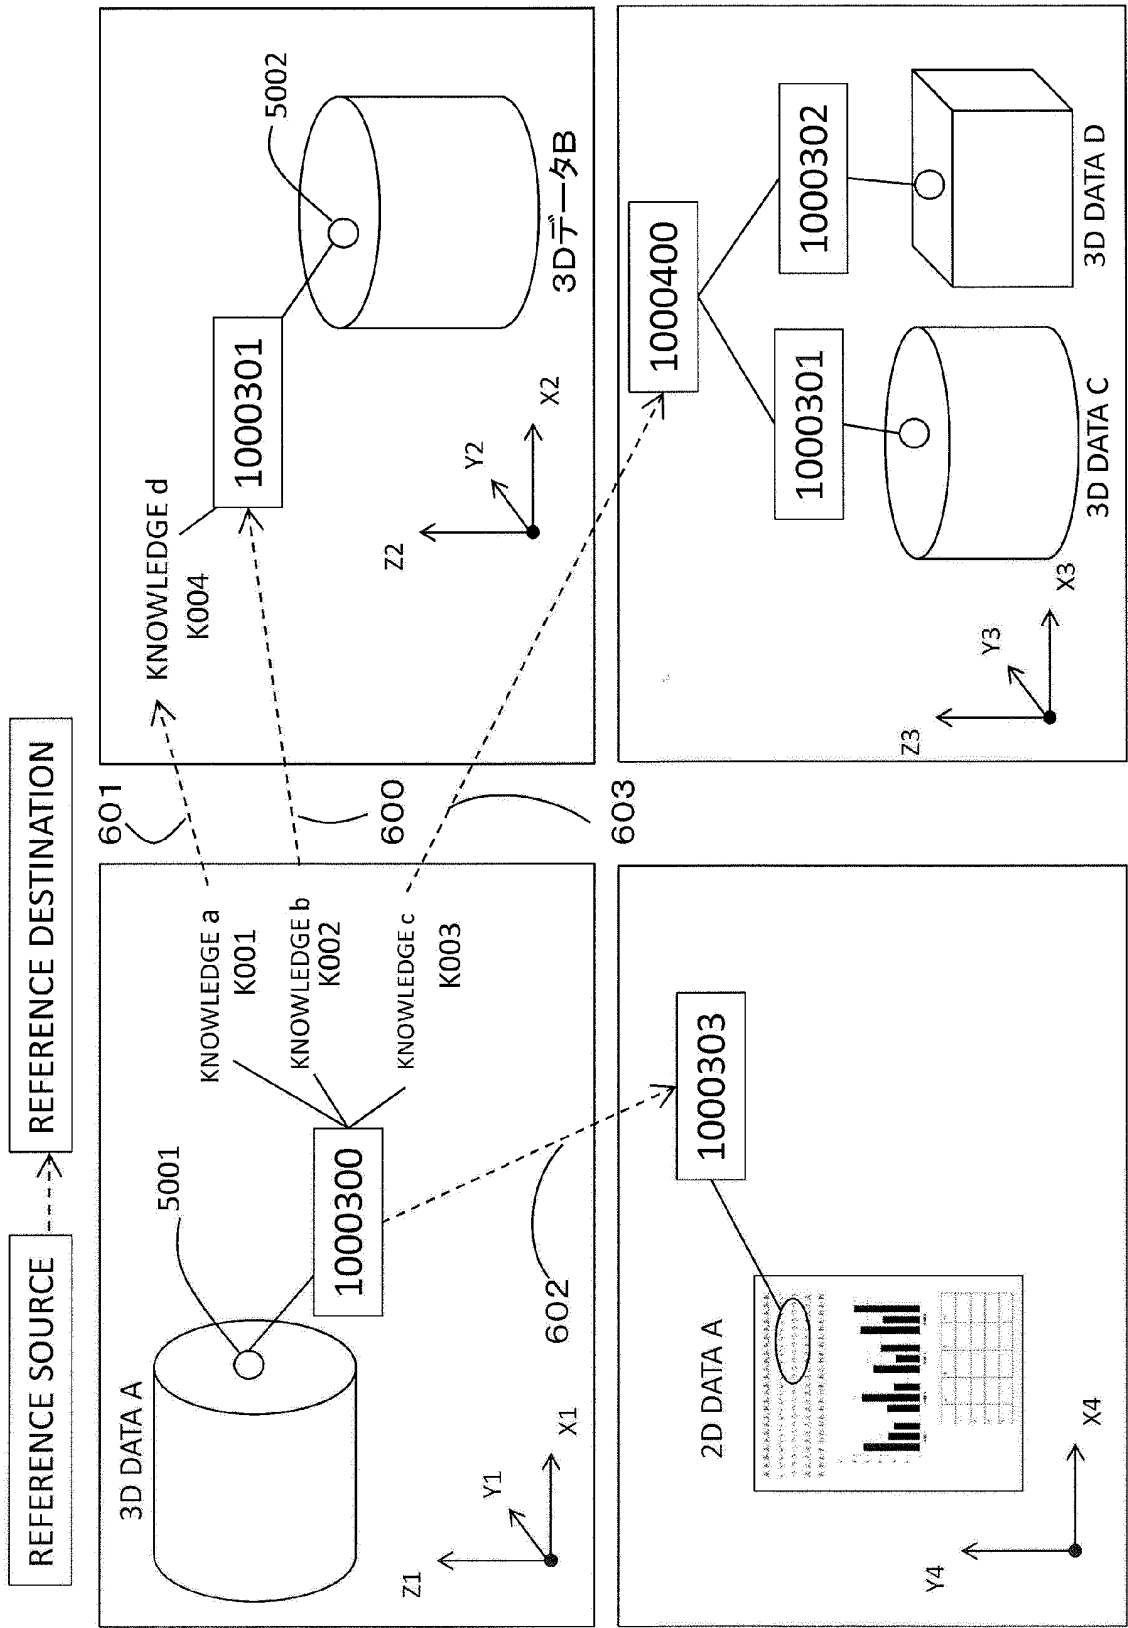 REFERENCE SOURCE
REFERENCE DESTINATION
3D DATA A
5001
1000300
KNOWLEDGE a
K001
KNOWLEDGE b
K002
KNOWLEDGE c
K003
Z1
Y1
X1
601
600
603
602
KNOWLEDGE d
K004
1000301
5002
3DデータB
Z2
Y2
X2
2D DATA A
1000303
Y4
X4
1000400
1000301
1000302
3D DATA C
3D DATA D
Z3
Y3
X3